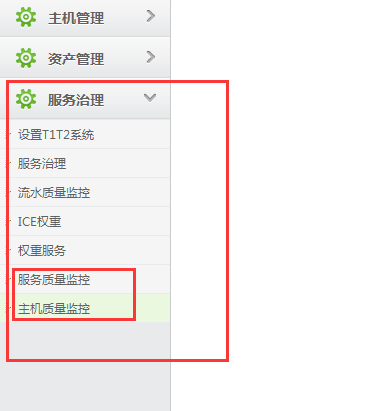 主机管理
资产管理
服务治理
设置T1T2系统
服务治理
流水质量监控
ICE权重
权重服务
服务质量监控
主机质量监控